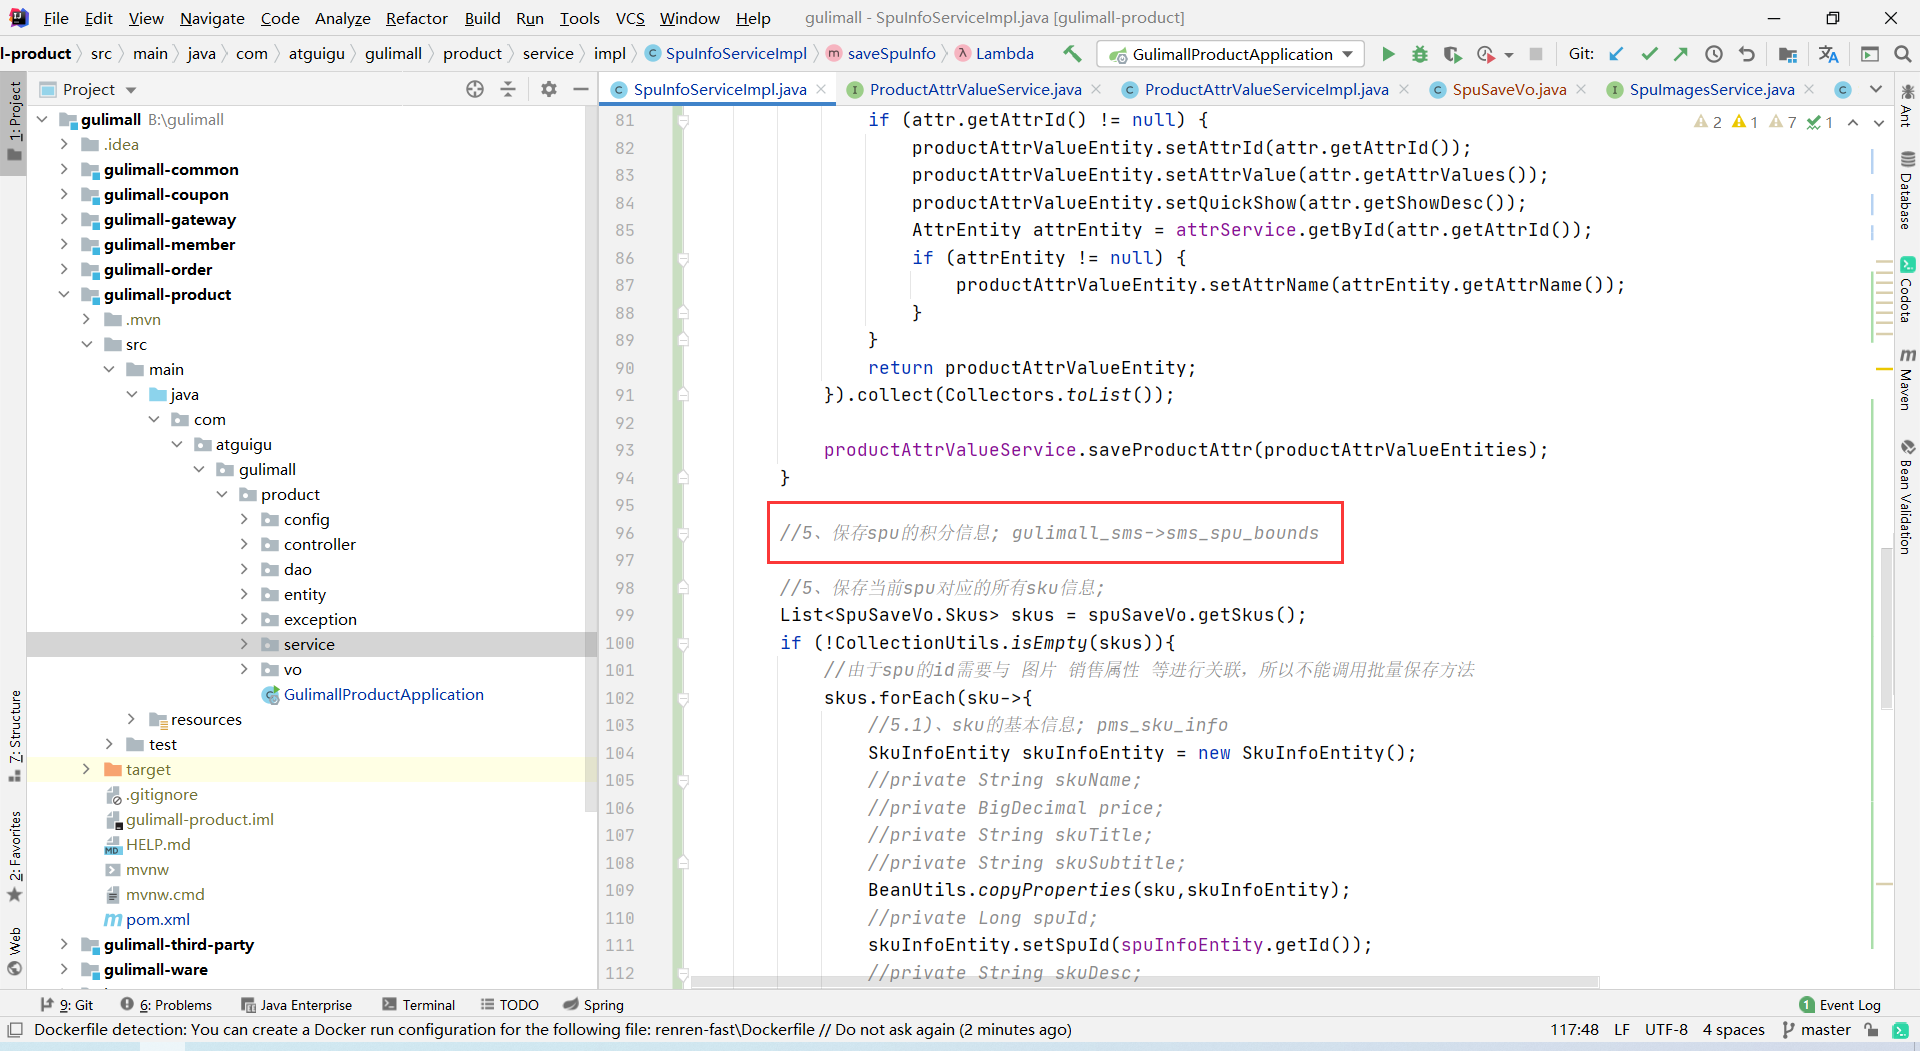 File Edit View Navigate Code Analyze Refactor Build Run Tools VCS Window Help gulimall - SpuInfoServiceImpl.java [gulimall-product]
l-product src main java com atguigu gulimall product service impl SpuInfoServiceImpl saveSpuInfo Lambda GulimallProductApplication Git:
Project
SpuInfoServiceImpl.java ProductAttrValueService.java ProductAttrValueServiceImpl.java SpuSaveVo.java SpuImagesService.java
1: Project
7: Structure
2: Favorites
Web
gulimall B:\gulimall
.idea
gulimall-common
gulimall-coupon
gulimall-gateway
gulimall-member
gulimall-order
gulimall-product
.mvn
src
main
java
com
atguigu
gulimall
product
config
controller
dao
entity
exception
service
vo
GulimallProductApplication
resources
test
target
.gitignore
gulimall-product.iml
HELP.md
mvnw
mvnw.cmd
pom.xml
gulimall-third-party
gulimall-ware
2 1 7 1
81 if (attr.getAttrId() != null) {
82 productAttrValueEntity.setAttrId(attr.getAttrId());
83 productAttrValueEntity.setAttrValue(attr.getAttrValues());
84 productAttrValueEntity.setQuickShow(attr.getShowDesc());
85 AttrEntity attrEntity = attrService.getById(attr.getAttrId());
86 if (attrEntity != null) {
87 productAttrValueEntity.setAttrName(attrEntity.getAttrName());
88 }
89 }
90 return productAttrValueEntity;
91 }).collect(Collectors.toList());
92
93 productAttrValueService.saveProductAttr(productAttrValueEntities);
94 }
95
96 //5、保存spu的积分信息; gulimall_sms->sms_spu_bounds
97
98 //5、保存当前spu对应的所有sku信息;
99 List<SpuSaveVo.Skus> skus = spuSaveVo.getSkus();
100 if (!CollectionUtils.isEmpty(skus)){
101 //由于spu的id需要与 图片 销售属性 等进行关联，所以不能调用批量保存方法
102 skus.forEach(sku->{
103 //5.1)、sku的基本信息; pms_sku_info
104 SkuInfoEntity skuInfoEntity = new SkuInfoEntity();
105 //private String skuName;
106 //private BigDecimal price;
107 //private String skuTitle;
108 //private String skuSubtitle;
109 BeanUtils.copyProperties(sku,skuInfoEntity);
110 //private Long spuId;
111 skuInfoEntity.setSpuId(spuInfoEntity.getId());
112 //private String skuDesc;
Ant
Database
Codota
Maven
Bean Validation
9: Git 6: Problems Java Enterprise Terminal TODO Spring 1 Event Log
Dockerfile detection: You can create a Docker run configuration for the following file: renren-fast\Dockerfile // Do not ask again (2 minutes ago) 117:48 LF UTF-8 4 spaces master